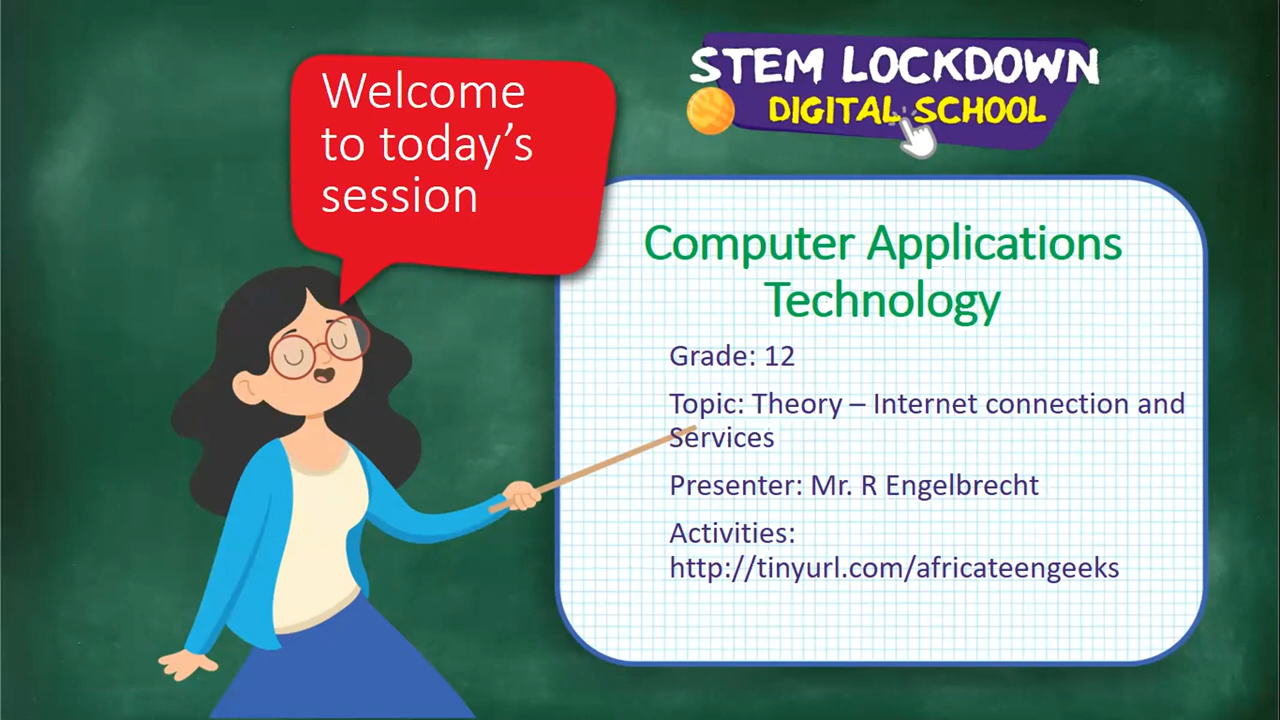 Welcome
to today's
session
STEM LOCKDOWN
DIGITAL SCHOOL
Computer Applications
Technology
Grade: 12
Topic: Theory – Internet connection and
Services
Presenter: Mr. R Engelbrecht
Activities:
http://tinyurl.com/africateengeeks